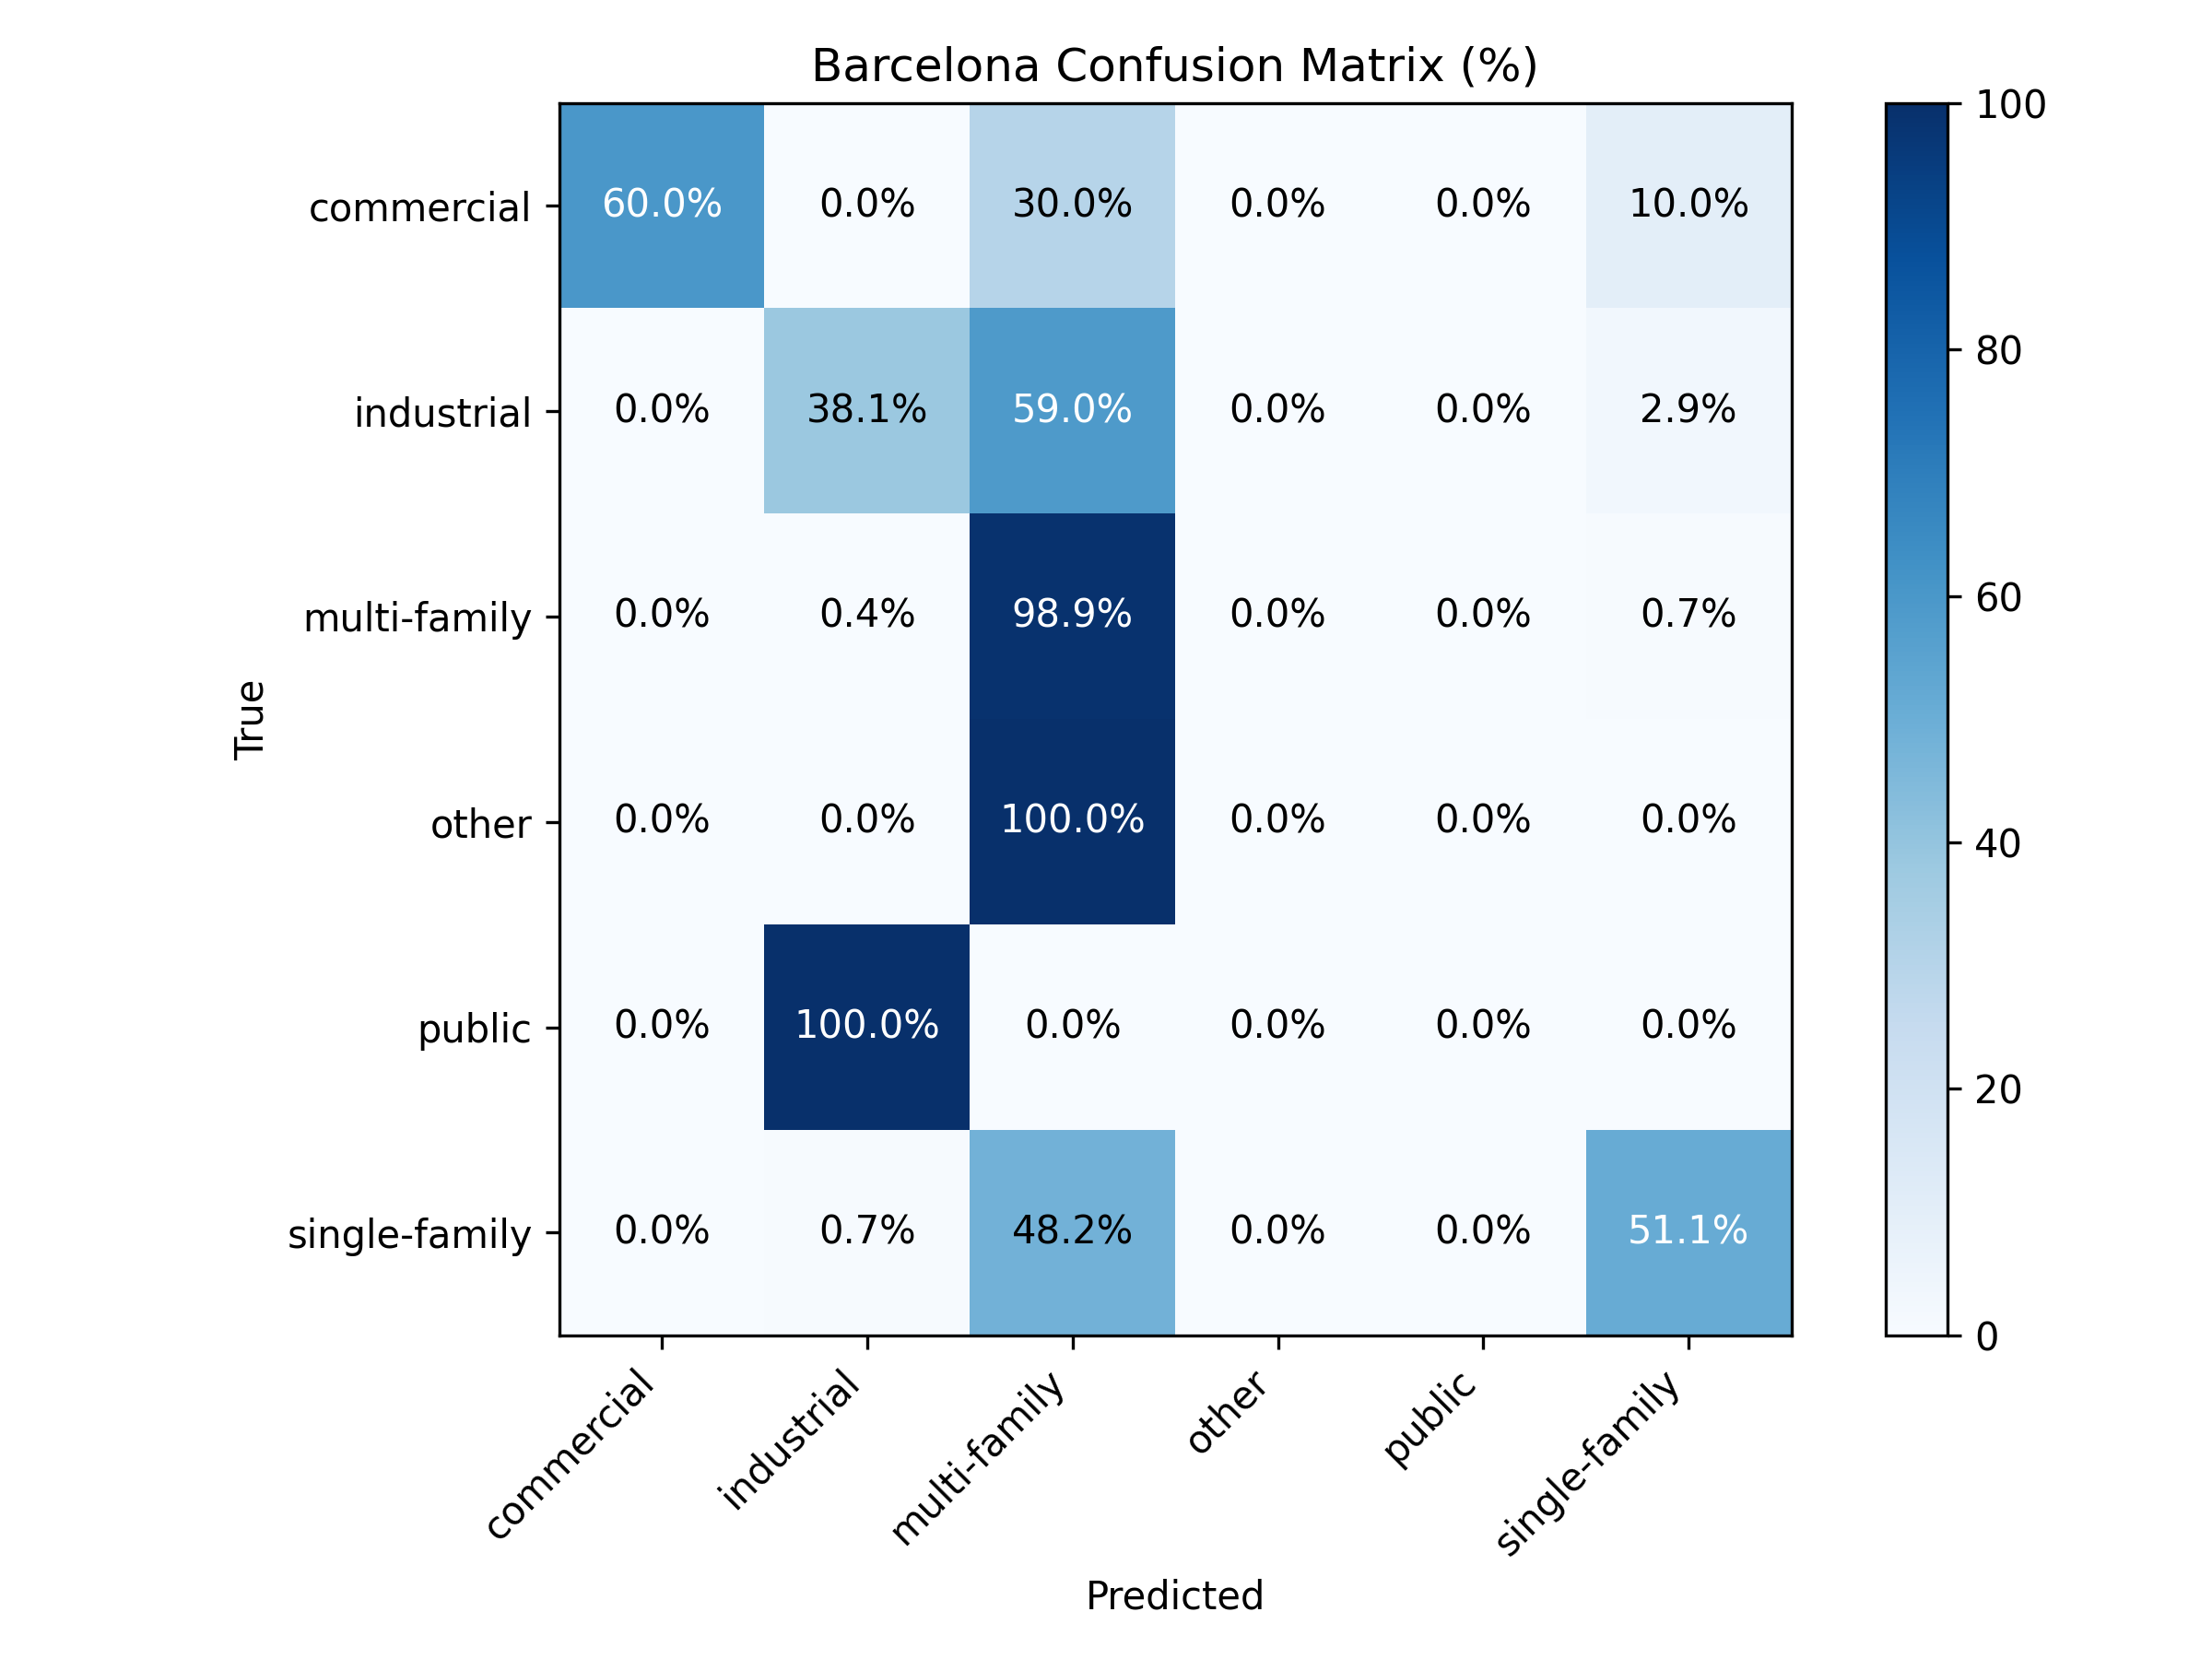 Barcelona Confusion Matrix (%)
commercial 60.0% 0.0% 30.0% 0.0% 0.0% 10.0%
industrial 0.0% 38.1% 59.0% 0.0% 0.0% 2.9%
multi-family 0.0% 0.4% 98.9% 0.0% 0.0% 0.7%
other 0.0% 0.0% 100.0% 0.0% 0.0% 0.0%
public 0.0% 100.0% 0.0% 0.0% 0.0% 0.0%
single-family 0.0% 0.7% 48.2% 0.0% 0.0% 51.1%
True
commercial industrial multi-family other public single-family
Predicted
100
80
60
40
20
0